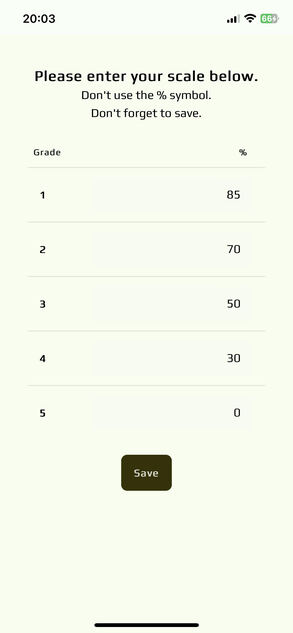 20:03
66
Please enter your scale below.
Don't use the % symbol.
Don't forget to save.
Grade %
1 85
2 70
3 50
4 30
5 0
Save